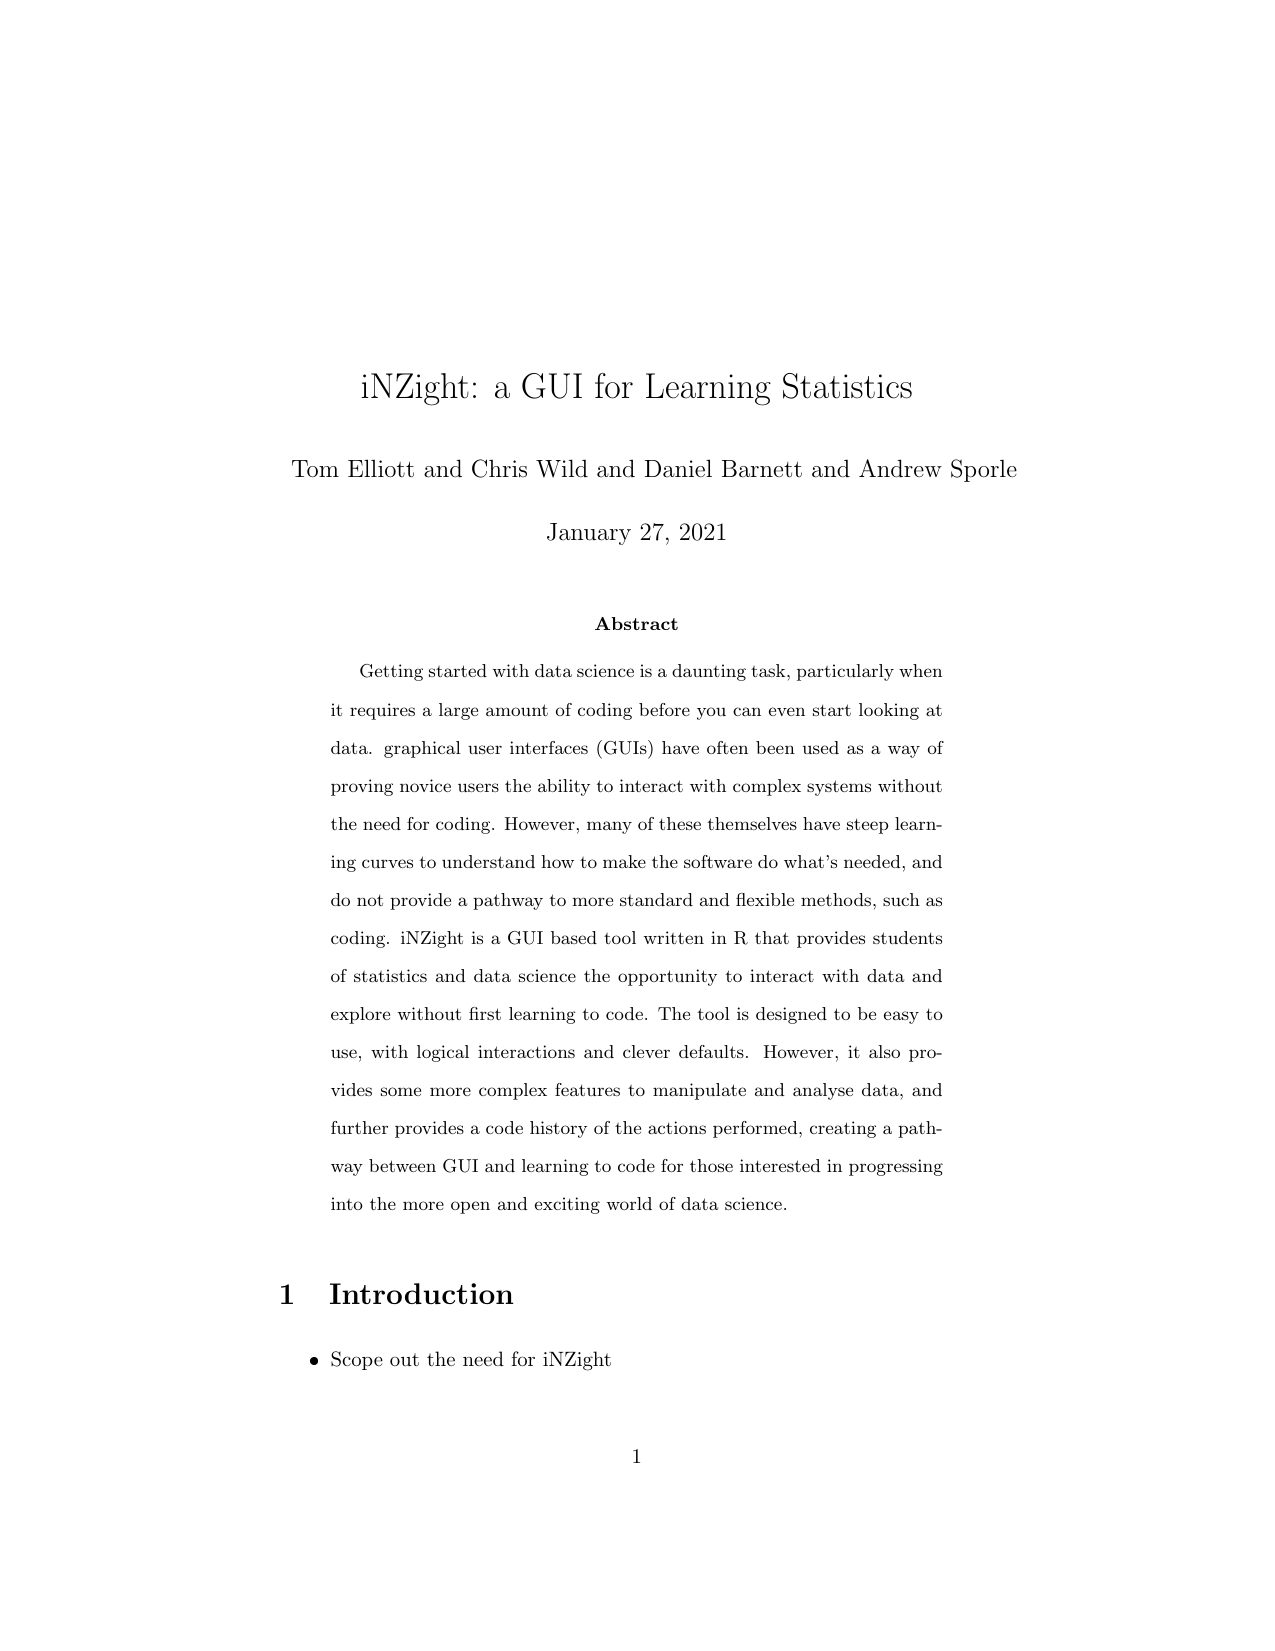 iNZight: a GUI for Learning Statistics
Tom Elliott and Chris Wild and Daniel Barnett and Andrew Sporle
January 27, 2021
Abstract
Getting started with data science is a daunting task, particularly when
it requires a large amount of coding before you can even start looking at
data. graphical user interfaces (GUIs) have often been used as a way of
proving novice users the ability to interact with complex systems without
the need for coding. However, many of these themselves have steep learn-
ing curves to understand how to make the software do what's needed, and
do not provide a pathway to more standard and flexible methods, such as
coding. iNZight is a GUI based tool written in R that provides students
of statistics and data science the opportunity to interact with data and
explore without first learning to code. The tool is designed to be easy to
use, with logical interactions and clever defaults. However, it also pro-
vides some more complex features to manipulate and analyse data, and
further provides a code history of the actions performed, creating a path-
way between GUI and learning to code for those interested in progressing
into the more open and exciting world of data science.
1 Introduction
• Scope out the need for iNZight
1